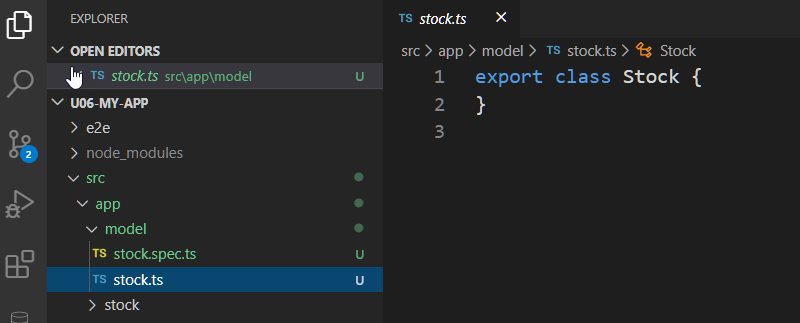 EXPLORER
OPEN EDITORS
TS stock.ts src\app\model U
U06-MY-APP
e2e
node_modules
src
app
model
TS stock.spec.ts U
TS stock.ts U
stock
2
TS stock.ts
src > app > model > TS stock.ts > Stock
1 export class Stock {
2 }
3